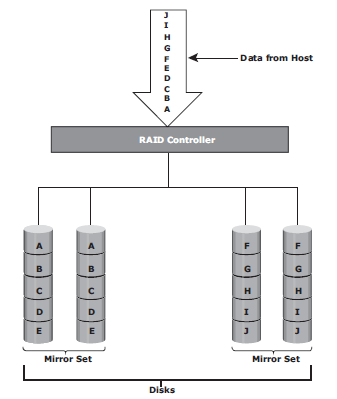 J
I
H
G
F
E
D
C
B
A
Data from Host
RAID Controller
A A F F
B B G G
C C H H
D D I I
E E J J
Mirror Set Mirror Set
Disks